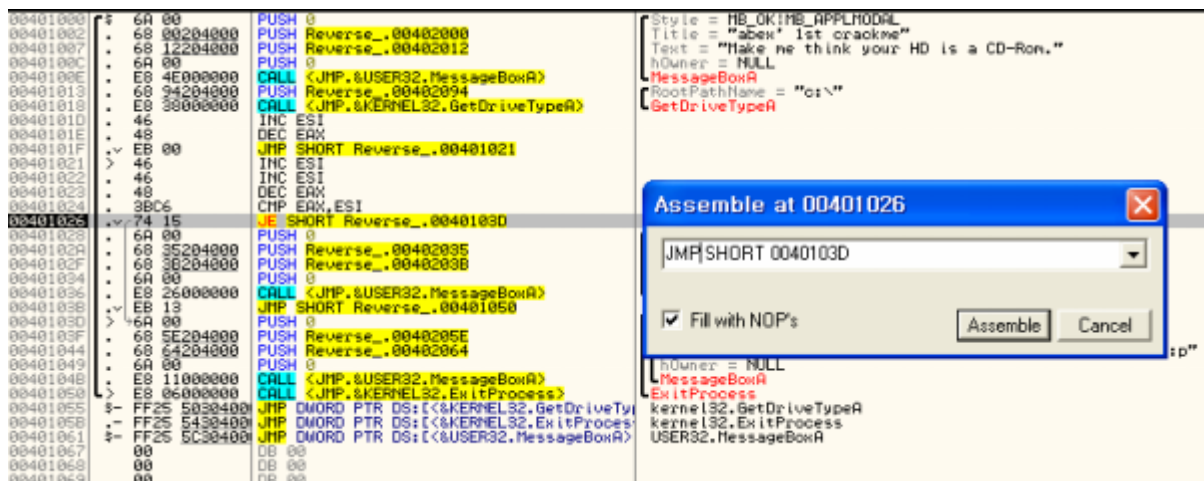 00401000 $ 6A 00 PUSH 0 Style = MB_OK|MB_APPLMODAL
00401002 . 68 00204000 PUSH Reverse_.00402000 Title = "abex' 1st crackme"
00401007 . 68 12204000 PUSH Reverse_.00402012 Text = "Make me think your HD is a CD-Rom."
0040100C . 6A 00 PUSH 0 hOwner = NULL
0040100E . E8 4E000000 CALL <JMP.&USER32.MessageBoxA> MessageBoxA
00401013 . 68 94204000 PUSH Reverse_.00402094 RootPathName = "c:\"
00401018 . E8 38000000 CALL <JMP.&KERNEL32.GetDriveTypeA> GetDriveTypeA
0040101D . 46 INC ESI
0040101E . 48 DEC EAX
0040101F . EB 00 JMP SHORT Reverse_.00401021
00401021 > 46 INC ESI
00401022 . 46 INC ESI
00401023 . 48 DEC EAX
00401024 . 3BC6 CMP EAX,ESI
00401026 . 74 15 JE SHORT Reverse_.0040103D
00401028 . 6A 00 PUSH 0
0040102A . 68 35204000 PUSH Reverse_.00402035
0040102F . 68 3B204000 PUSH Reverse_.0040203B
00401034 . 6A 00 PUSH 0
00401036 . E8 26000000 CALL <JMP.&USER32.MessageBoxA>
0040103B . EB 13 JMP SHORT Reverse_.00401050
0040103D > 6A 00 PUSH 0
0040103F . 68 5E204000 PUSH Reverse_.0040205E
00401044 . 68 64204000 PUSH Reverse_.00402064 :p"
00401049 . 6A 00 PUSH 0 hOwner = NULL
0040104B . E8 11000000 CALL <JMP.&USER32.MessageBoxA> MessageBoxA
00401050 > E8 06000000 CALL <JMP.&KERNEL32.ExitProcess> ExitProcess
00401055 $- FF25 50304000 JMP DWORD PTR DS:[<&KERNEL32.GetDriveTy kernel32.GetDriveTypeA
0040105B .- FF25 54304000 JMP DWORD PTR DS:[<&KERNEL32.ExitProces kernel32.ExitProcess
00401061 $- FF25 5C304000 JMP DWORD PTR DS:[<&USER32.MessageBoxA> USER32.MessageBoxA
00401067 00 DB 00
00401068 00 DB 00
00401069 00 DB 00
Assemble at 00401026
JMP SHORT 0040103D
Fill with NOP's
Assemble
Cancel